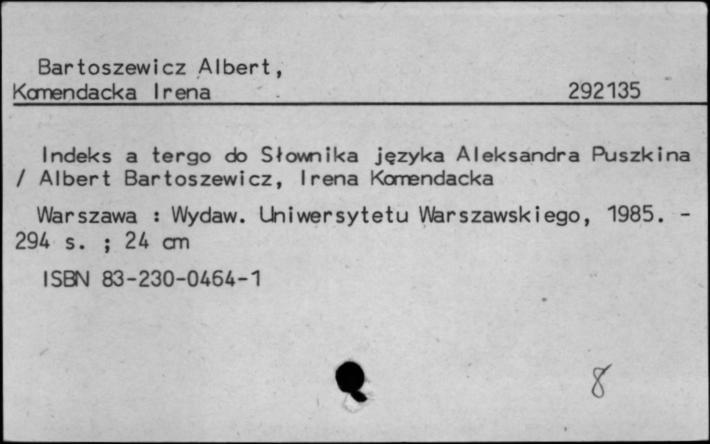 Bartoszewicz Albert,
Komendacka Irena 292135
Indeks a tergo do Słownika języka Aleksandra Puszkina
/ Albert Bartoszewicz, Irena Komendacka
Warszawa : Wydaw. Uniwersytetu Warszawskiego, 1985. -
294 s. ; 24 cm
ISBN 83-230-0464-1
8